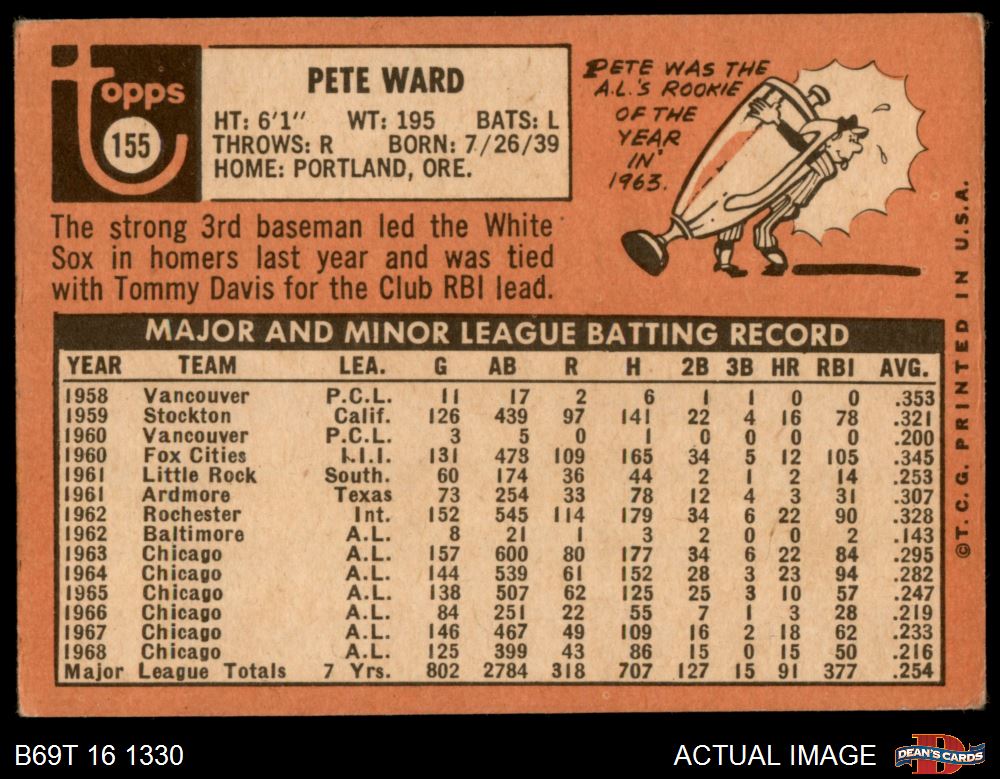 topps
155
PETE WARD
HT: 6'1" WT: 195 BATS: L
THROWS: R BORN: 7/26/39
HOME: PORTLAND, ORE.
PETE WAS THE
A.L.'S ROOKIE
OF THE
YEAR
IN
1963.
The strong 3rd baseman led the White
Sox in homers last year and was tied
with Tommy Davis for the Club RBI lead.
MAJOR AND MINOR LEAGUE BATTING RECORD
YEAR TEAM LEA. G AB R H 2B 3B HR RBI AVG.
1958 Vancouver P.C.L. 11 17 2 6 1 1 0 0 .353
1959 Stockton Calif. 126 439 97 141 22 4 16 78 .321
1960 Vancouver P.C.L. 3 5 0 1 0 0 0 0 .200
1960 Fox Cities I.I.I. 131 478 109 165 34 5 12 105 .345
1961 Little Rock South. 60 174 36 44 2 1 2 14 .253
1961 Ardmore Texas 73 254 33 78 12 4 3 31 .307
1962 Rochester Int. 152 545 114 179 34 6 22 90 .328
1962 Baltimore A.L. 8 21 1 3 2 0 0 2 .143
1963 Chicago A.L. 157 600 80 177 34 6 22 84 .295
1964 Chicago A.L. 144 539 61 152 28 3 23 94 .282
1965 Chicago A.L. 138 507 62 125 25 3 10 57 .247
1966 Chicago A.L. 84 251 22 55 7 1 3 28 .219
1967 Chicago A.L. 146 467 49 109 16 2 18 62 .233
1968 Chicago A.L. 125 399 43 86 15 0 15 50 .216
Major League Totals 7 Yrs. 802 2784 318 707 127 15 91 377 .254
©T.C.G. PRINTED IN U.S.A.
B69T 16 1330
ACTUAL IMAGE
DEAN'S CARDS